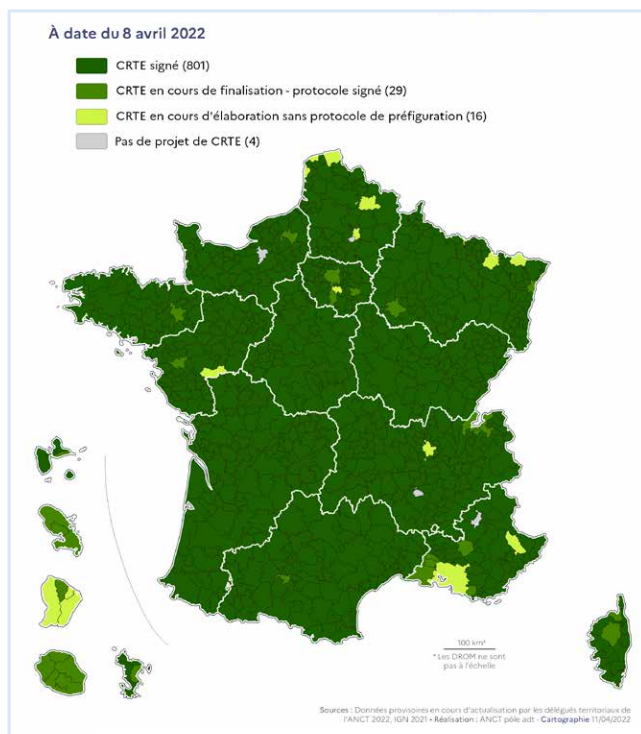 À date du 8 avril 2022
CRTE signé (801)
CRTE en cours de finalisation - protocole signé (29)
CRTE en cours d'élaboration sans protocole de préfiguration (16)
Pas de projet de CRTE (4)
100 km*
* Les DROM ne sont
pas à l'échelle
Sources : Données provisoires en cours d'actualisation par les délégués territoriaux de
l'ANCT 2022, IGN 2021 • Réalisation : ANCT pôle adt - Cartographie 11/04/2022